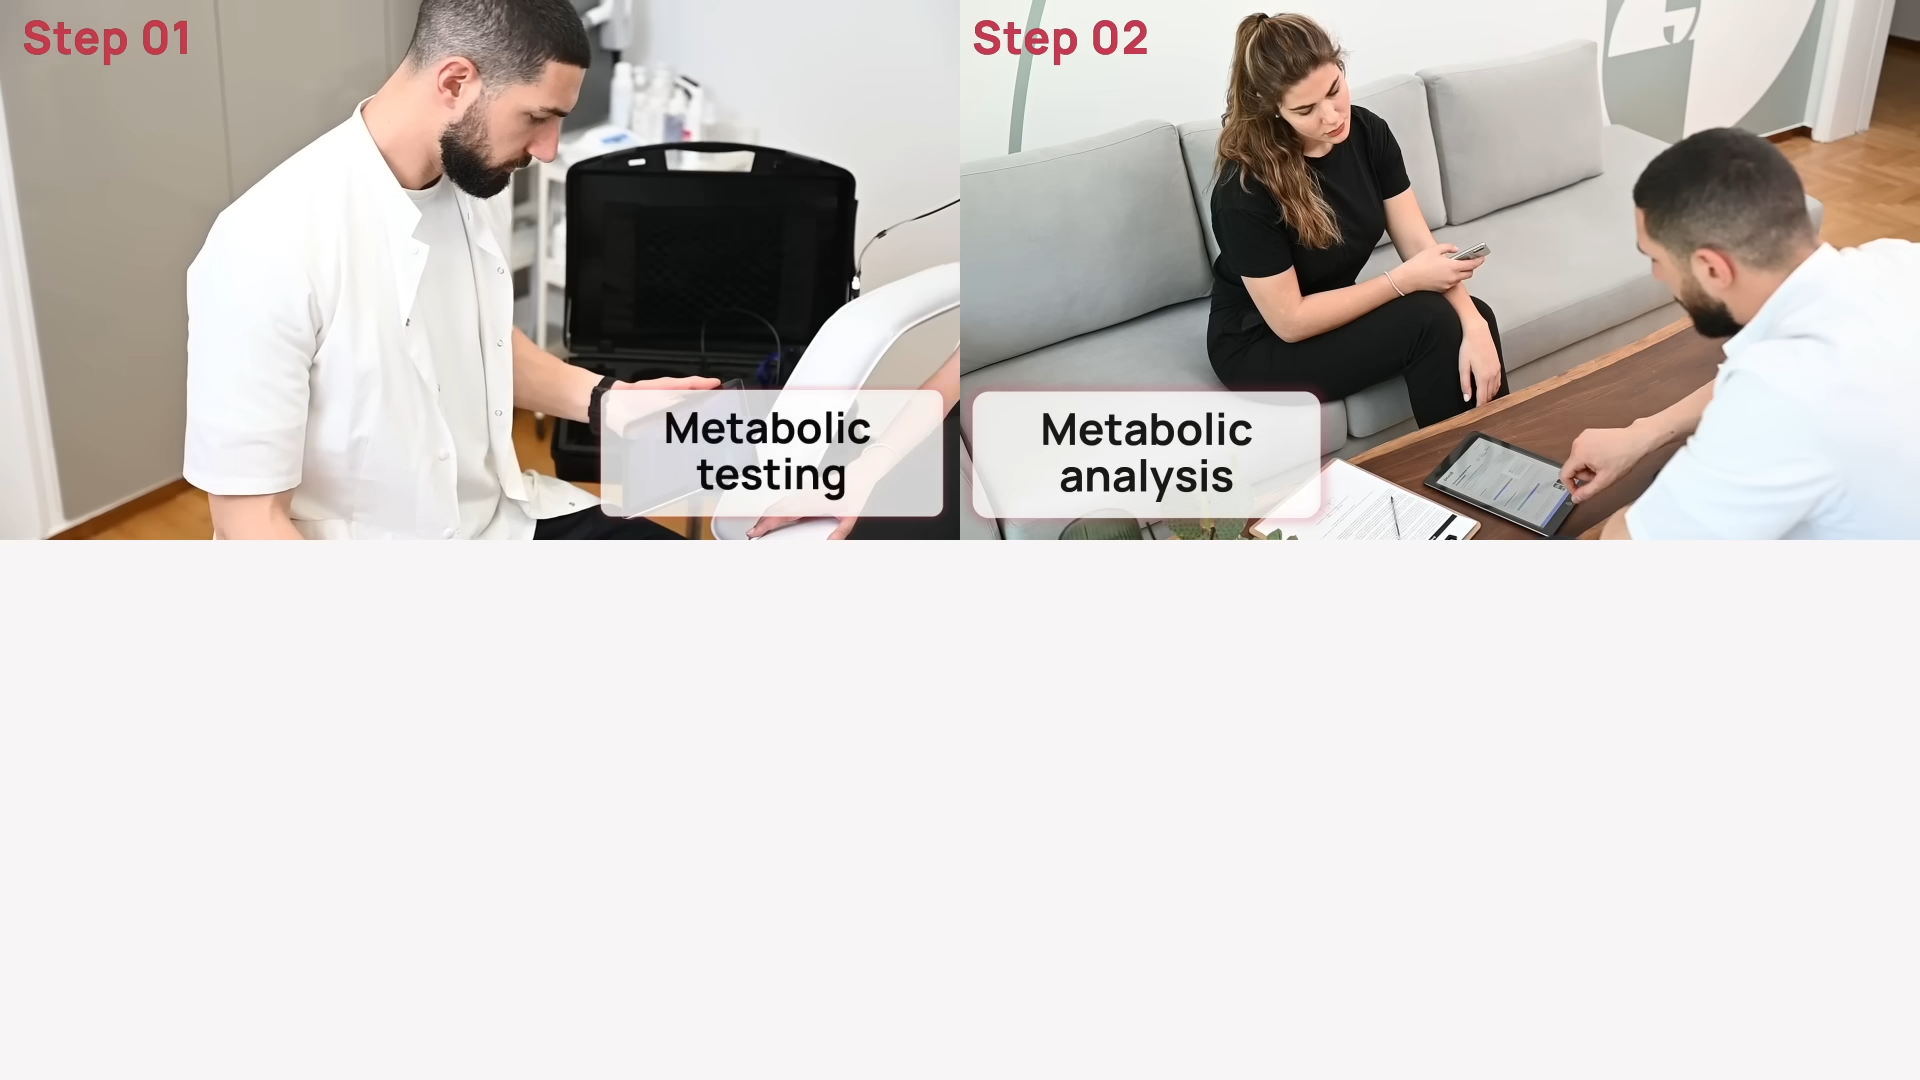 Step 01
Metabolic
testing
Step 02
Metabolic
analysis